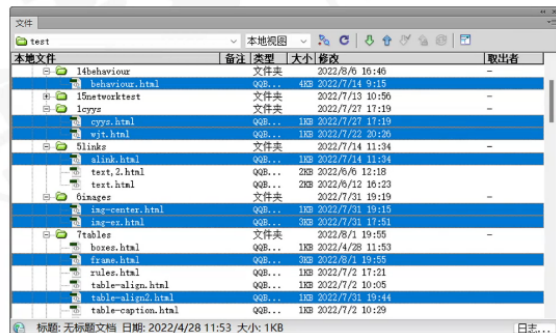 文件
test 本地视图
本地文件 备注 类型 大小 修改 取出者
14behaviour 文件夹 2022/8/6 16:46 -
behaviour.html QQB... 4KB 2022/7/14 9:15
15networktest 文件夹 2022/7/13 10:56 -
1cyys 文件夹 2022/7/27 17:19 -
cyys.html QQB... 1KB 2022/7/27 17:19
wjt.html QQB... 1KB 2022/7/22 20:26
5links 文件夹 2022/7/14 11:34 -
alink.html QQB... 1KB 2022/7/14 11:34
text,2.html QQB... 2KB 2022/6/6 12:18
text.html QQB... 2KB 2022/6/12 16:23
6images 文件夹 2022/7/31 19:19 -
img-center.html QQB... 1KB 2022/7/31 19:15
img-ex.html QQB... 3KB 2022/7/31 17:51
7tables 文件夹 2022/8/1 19:55 -
boxes.html QQB... 1KB 2022/4/28 11:53
frame.html QQB... 3KB 2022/8/1 19:55
rules.html QQB... 1KB 2022/7/2 17:21
table-align.html QQB... 1KB 2022/7/2 10:05
table-align2.html QQB... 1KB 2022/7/31 19:44
table-caption.html QQB... 1KB 2022/7/2 10:29
标题: 无标题文档 日期: 2022/4/28 11:53 大小: 1KB 日志...